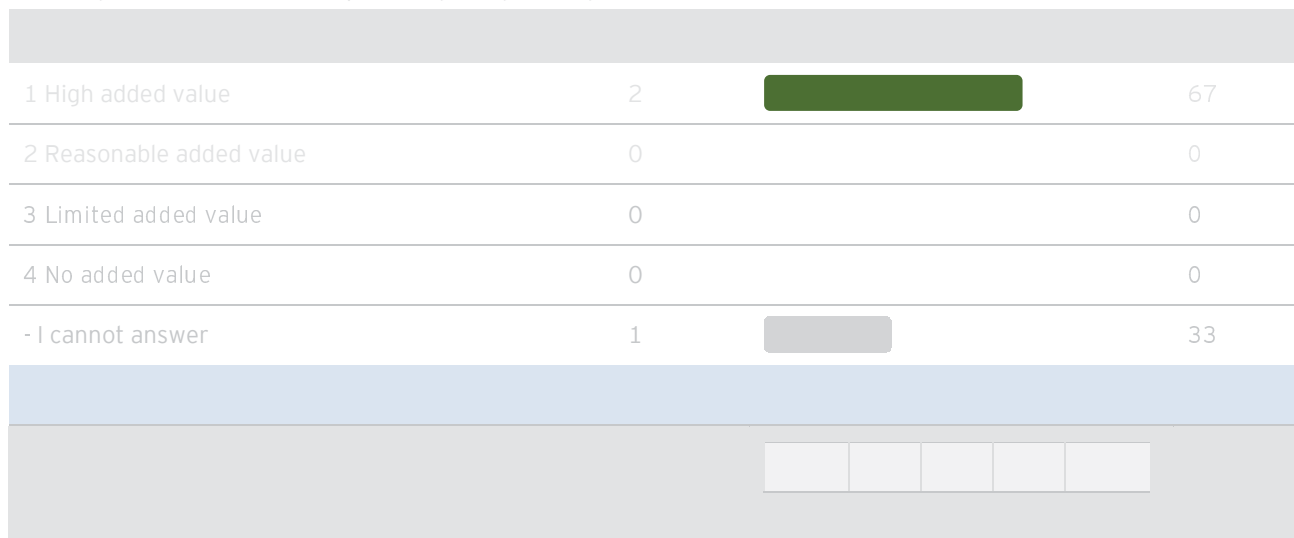 1 High added value 2 67
2 Reasonable added value 0 0
3 Limited added value 0 0
4 No added value 0 0
- I cannot answer 1 33